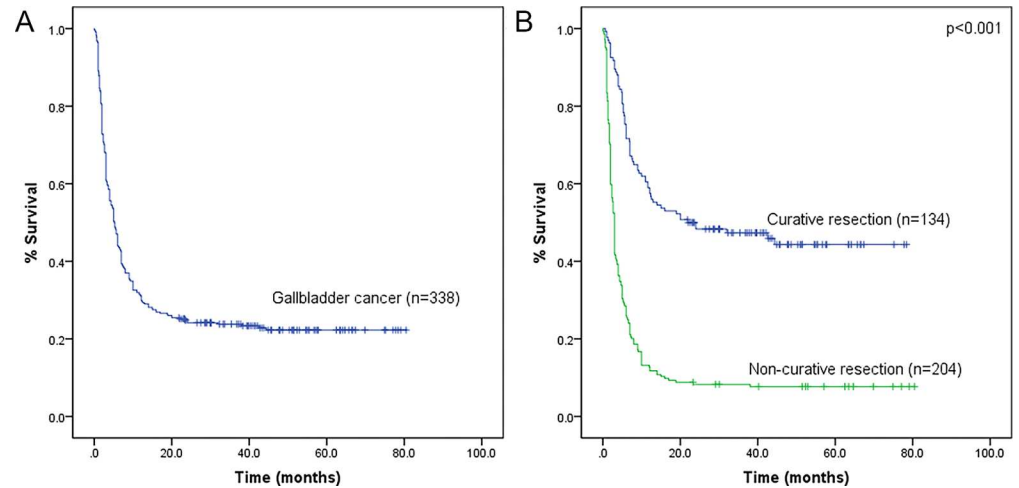 A
% Survival
1.0
0.8
0.6
0.4
0.2
0.0
Gallbladder cancer (n=338)
.0 20.0 40.0 60.0 80.0 100.0
Time (months)
B
p<0.001
% Survival
1.0
0.8
0.6
0.4
0.2
0.0
Curative resection (n=134)
Non-curative resection (n=204)
.0 20.0 40.0 60.0 80.0 100.0
Time (months)